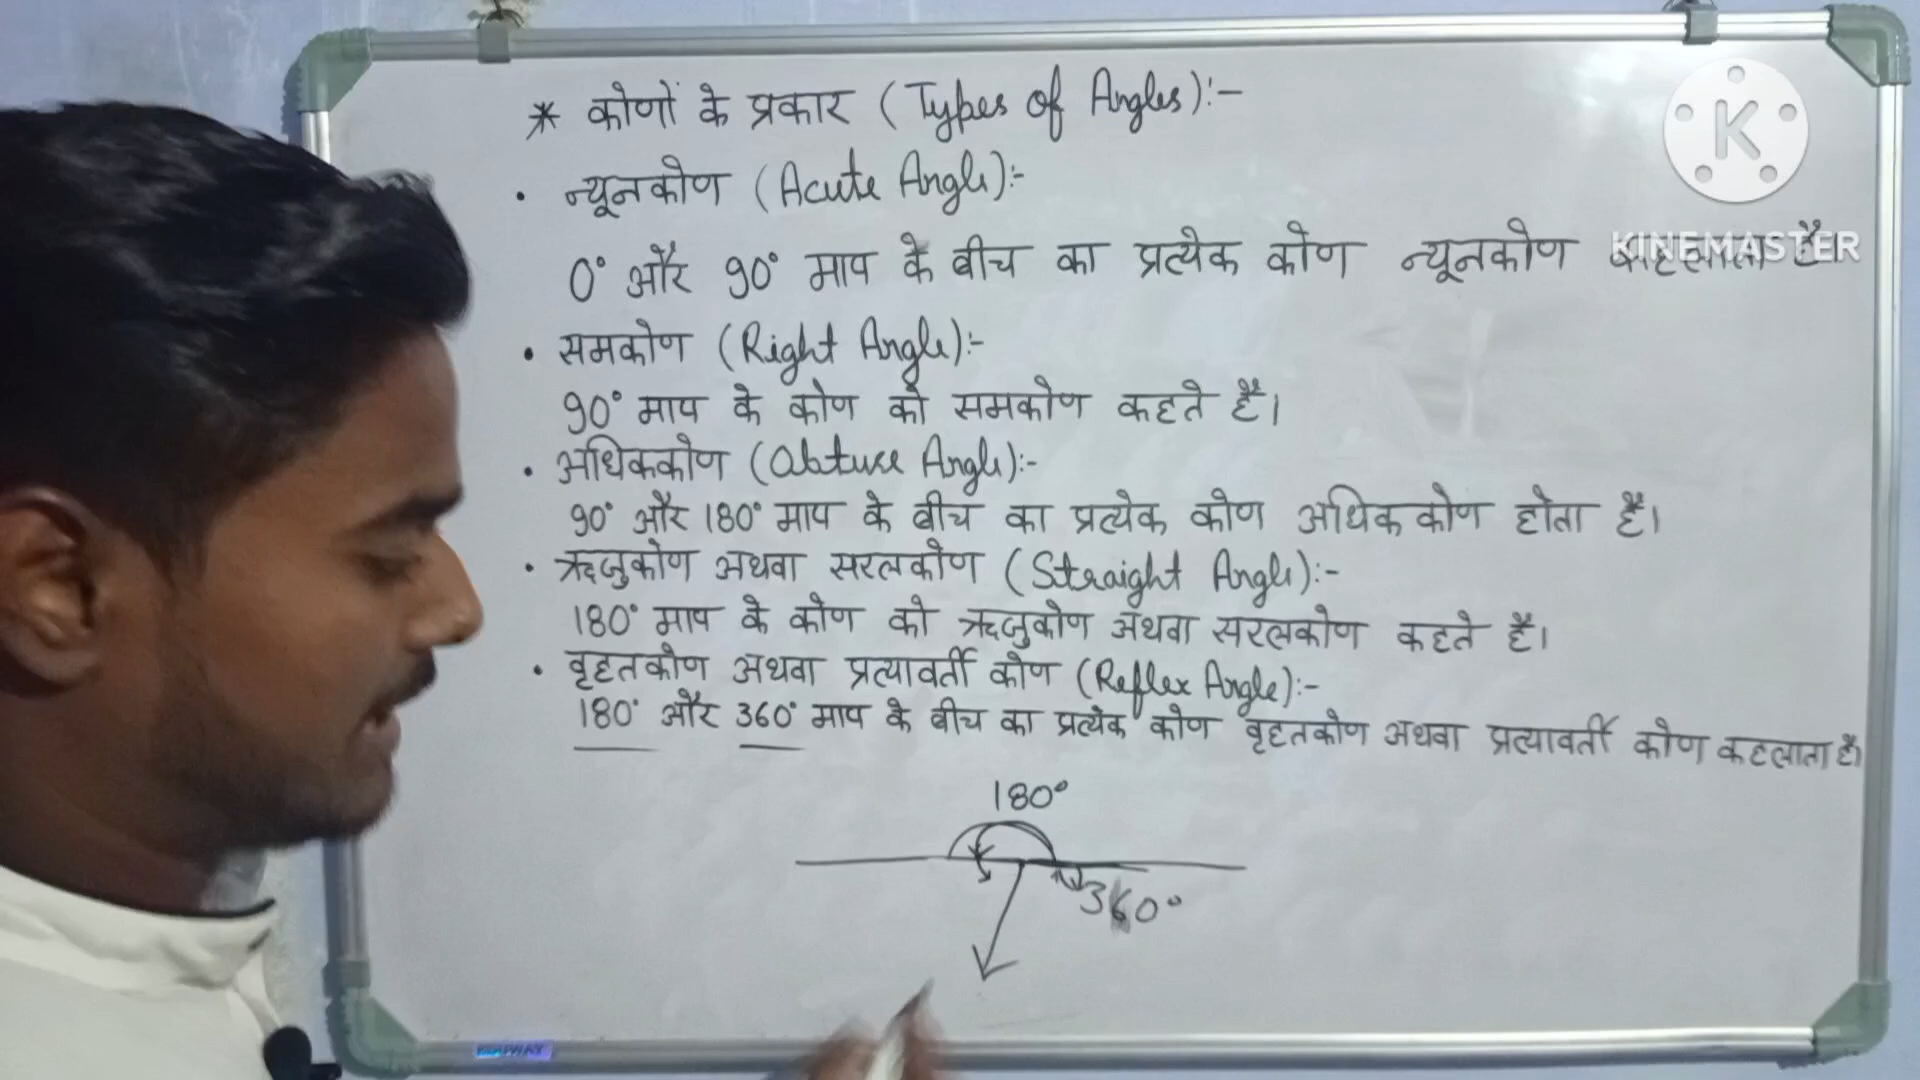 * कोणों के प्रकार (Types of Angles):-
• न्यूनकोण (Acute Angle):-
0° और 90° माप के बीच का प्रत्येक कोण न्यूनकोण कहलाता है।
• समकोण (Right Angle):-
90° माप के कोण को समकोण कहते हैं।
• अधिककोण (Obtuse Angle):-
90° और 180° माप के बीच का प्रत्येक कोण अधिककोण होता है।
• ऋजुकोण अथवा सरलकोण (Straight Angle):-
180° माप के कोण को ऋजुकोण अथवा सरलकोण कहते है।
• वृहतकोण अथवा प्रत्यावर्ती कोण (Reflex Angle):-
180° और 360° माप के बीच का प्रत्येक कोण वृहतकोण अथवा प्रत्यावर्ती कोण कहलाता है।
180°
360°
K
KINEMASTER